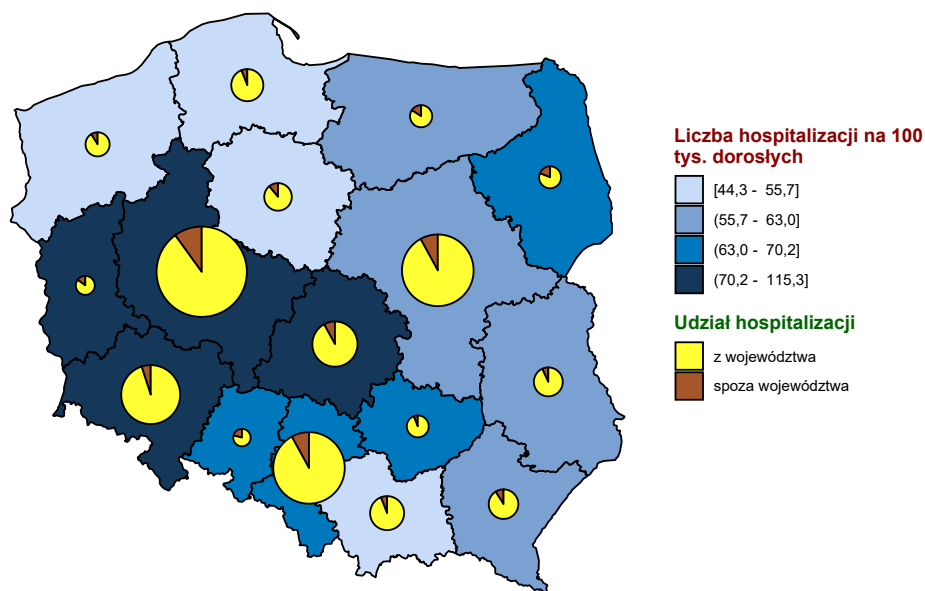 Liczba hospitalizacji na 100
tys. dorosłych
[44,3 - 55,7]
(55,7 - 63,0]
(63,0 - 70,2]
(70,2 - 115,3]
Udział hospitalizacji
z województwa
spoza województwa